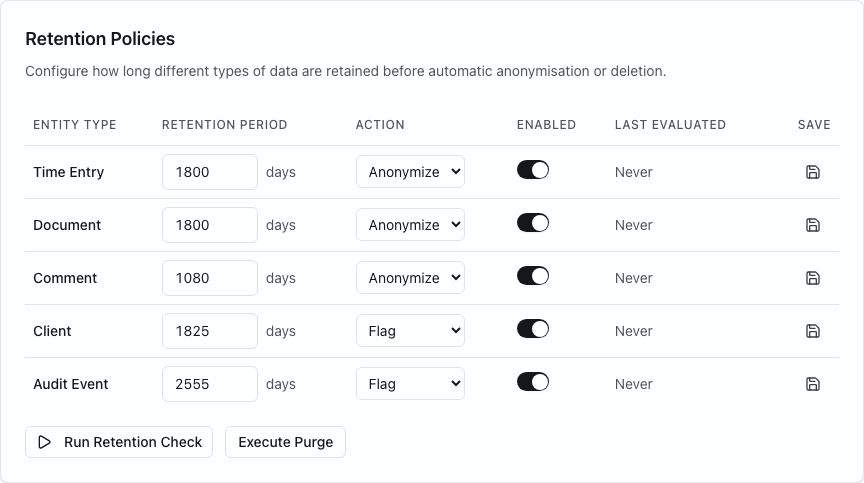 Retention Policies
Configure how long different types of data are retained before automatic anonymisation or deletion.
ENTITY TYPE RETENTION PERIOD ACTION ENABLED LAST EVALUATED SAVE
Time Entry 1800 days Anonymize Never
Document 1800 days Anonymize Never
Comment 1080 days Anonymize Never
Client 1825 days Flag Never
Audit Event 2555 days Flag Never
Run Retention Check Execute Purge